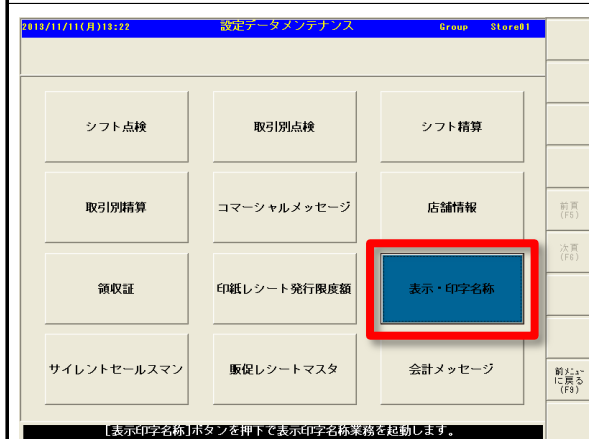 2013/11/11(月)13:22 設定データメンテナンス Group Store01
シフト点検 取引別点検 シフト精算
取引別精算 コマーシャルメッセージ 店舗情報
前頁
(F5)
次頁
(F6)
領収証 印紙レシート発行限度額 表示・印字名称
サイレントセールスマン 販促レシートマスタ 会計メッセージ
前メニュー
に戻る
(F9)
[表示印字名称]ボタンを押下で表示印字名称業務を起動します。